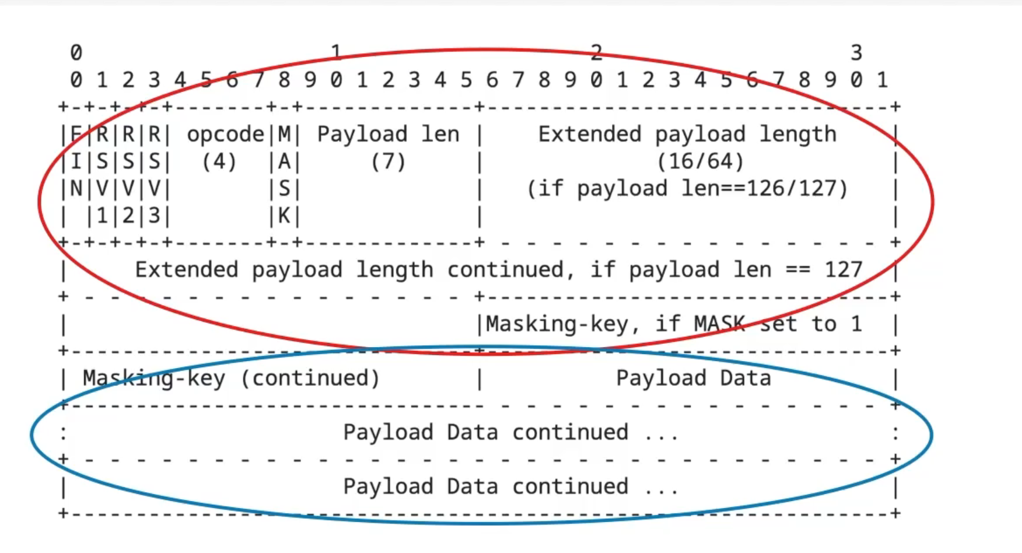 0                   1                   2                   3
0 1 2 3 4 5 6 7 8 9 0 1 2 3 4 5 6 7 8 9 0 1 2 3 4 5 6 7 8 9 0 1
+-+-+-+-+-------+-+-------------+-------------------------------+
|F|R|R|R| opcode|M| Payload len |    Extended payload length    |
|I|S|S|S|  (4)  |A|     (7)     |             (16/64)           |
|N|V|V|V|       |S|             |   (if payload len==126/127)   |
| |1|2|3|       |K|             |                               |
+-+-+-+-+-------+-+-------------+ - - - - - - - - - - - - - - - +
|     Extended payload length continued, if payload len == 127  |
+ - - - - - - - - - - - - - - - +-------------------------------+
|                               |Masking-key, if MASK set to 1  |
+-------------------------------+-------------------------------+
| Masking-key (continued)       |          Payload Data         |
+-------------------------------- - - - - - - - - - - - - - - - +
:                     Payload Data continued ...                :
+ - - - - - - - - - - - - - - - - - - - - - - - - - - - - - - - +
|                     Payload Data continued ...                |
+---------------------------------------------------------------+